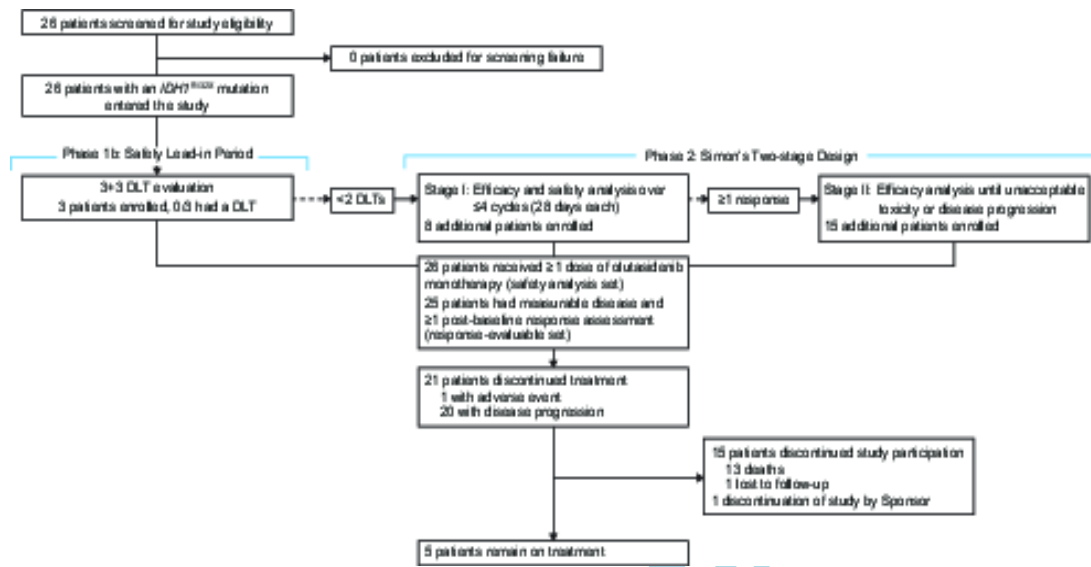 26 patients screened for study eligibility
0 patients excluded for screening failure
26 patients with an IDH1 mutation
entered the study
Phase 1b: Safety Lead-in Period
Phase 2: Simon's Two-stage Design
3+3 DLT evaluation
3 patients enrolled, 0/3 had a DLT
<2 DLTs
Stage I: Efficacy and safety analysis over
≤4 cycles (28 days each)
8 additional patients enrolled
≥1 response
Stage II: Efficacy analysis until unacceptable
toxicity or disease progression
15 additional patients enrolled
26 patients received ≥1 dose of olutasidenib
monotherapy (safety analysis set)
25 patients had measurable disease and
≥1 post-baseline response assessment
(response-evaluable set)
21 patients discontinued treatment
1 with adverse event
20 with disease progression
15 patients discontinued study participation
13 deaths
1 lost to follow-up
1 discontinuation of study by Sponsor
5 patients remain on treatment